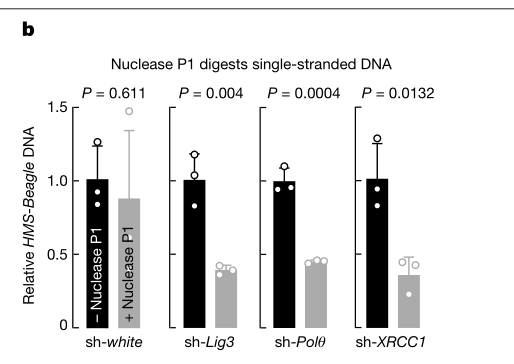 b
Nuclease P1 digests single-stranded DNA
P = 0.611 P = 0.004 P = 0.0004 P = 0.0132
Relative HMS-Beagle DNA
1.5
1.0
0.5
0
– Nuclease P1
+ Nuclease P1
sh-white sh-Lig3 sh-Polθ sh-XRCC1